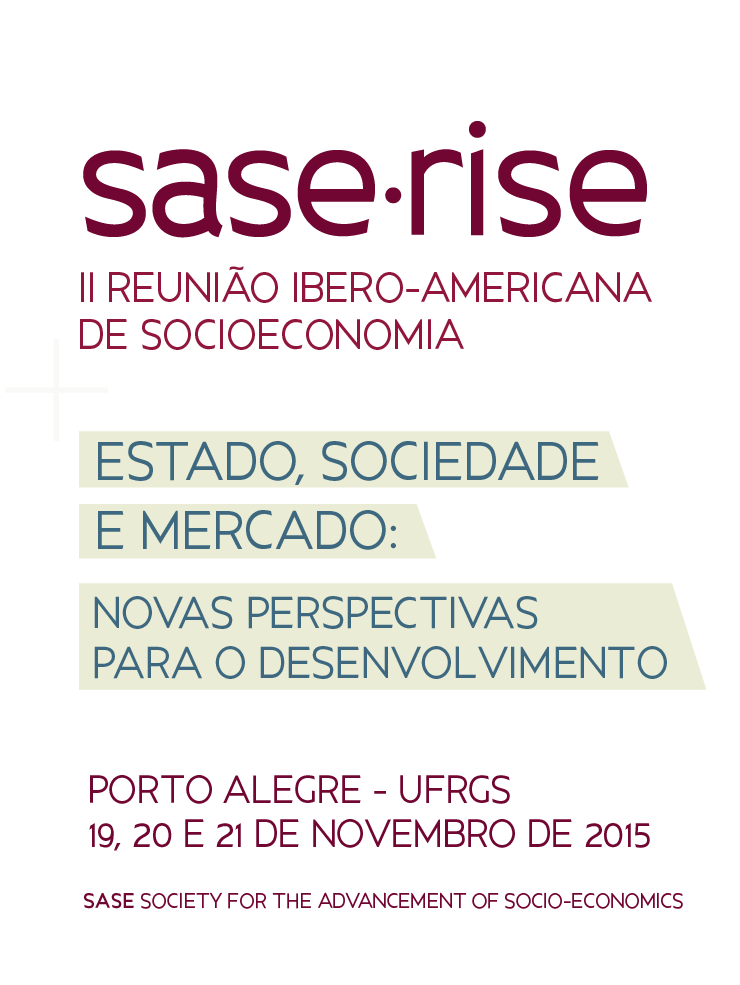 sase·rise
II REUNIÃO IBERO-AMERICANA
DE SOCIOECONOMIA
ESTADO, SOCIEDADE
E MERCADO:
NOVAS PERSPECTIVAS
PARA O DESENVOLVIMENTO
PORTO ALEGRE - UFRGS
19, 20 E 21 DE NOVEMBRO DE 2015
SASE SOCIETY FOR THE ADVANCEMENT OF SOCIO-ECONOMICS